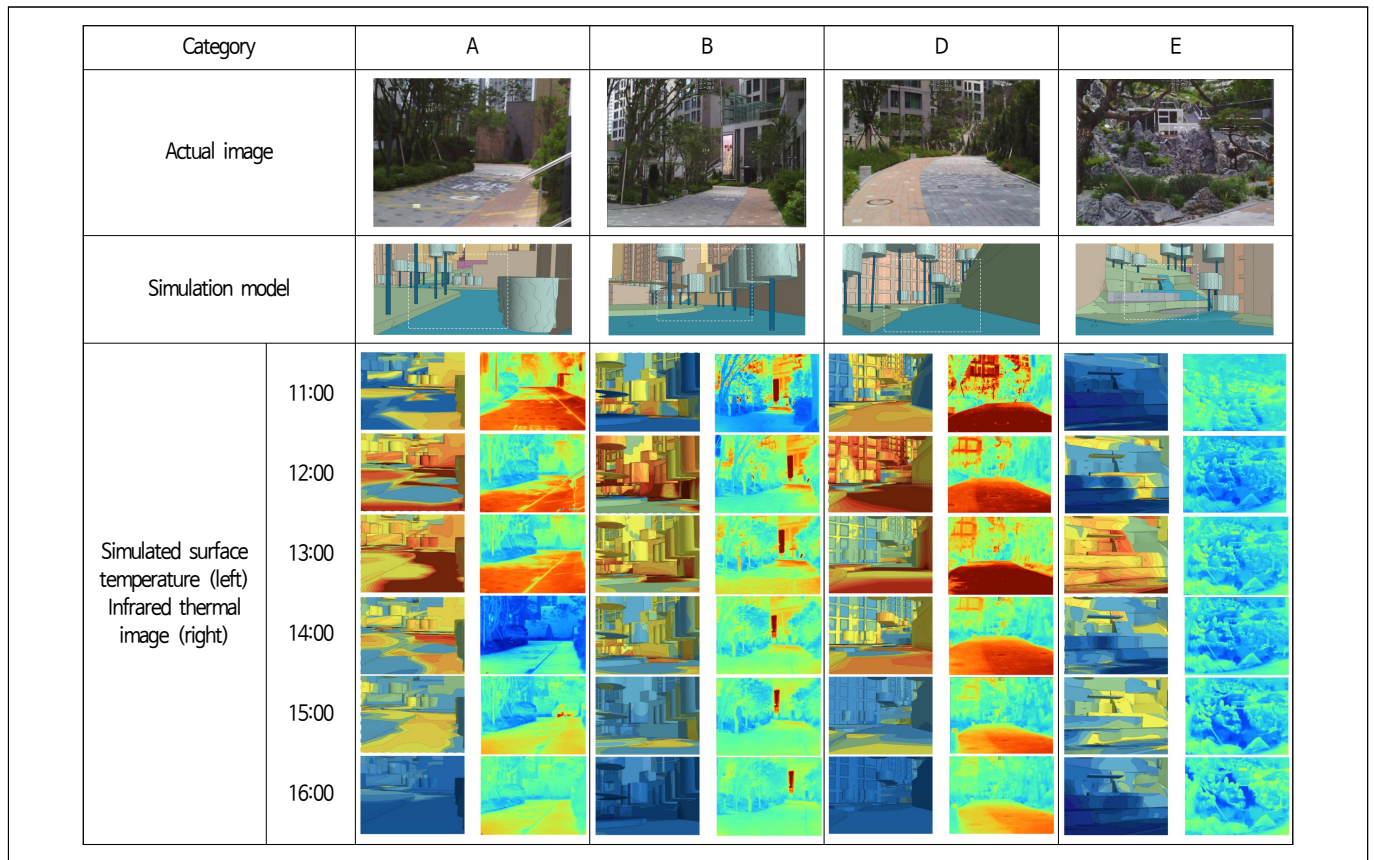 Category
A
B
D
E
Actual image
Simulation model
Simulated surface
temperature (left)
Infrared thermal
image (right)
11:00
12:00
13:00
14:00
15:00
16:00